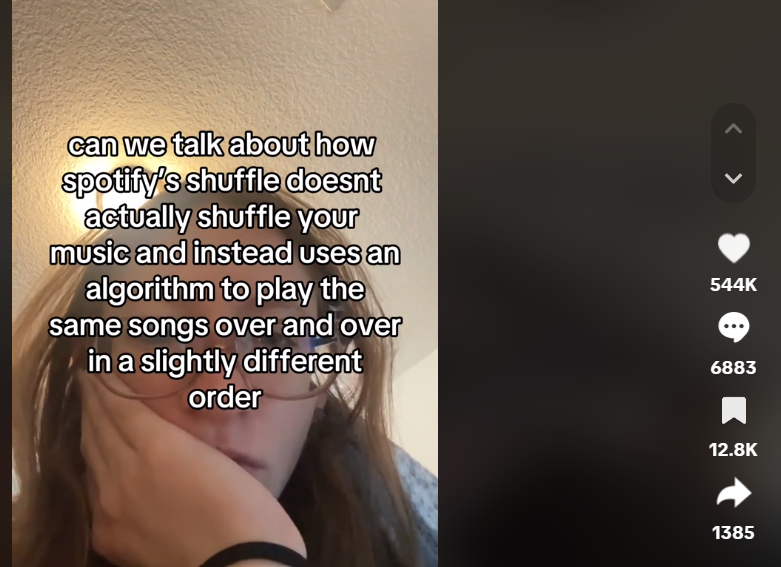 can we talk about how
spotify's shuffle doesnt
actually shuffle your
music and instead uses an
algorithm to play the
same songs over and over
in a slightly different
order
544K
6883
12.8K
1385